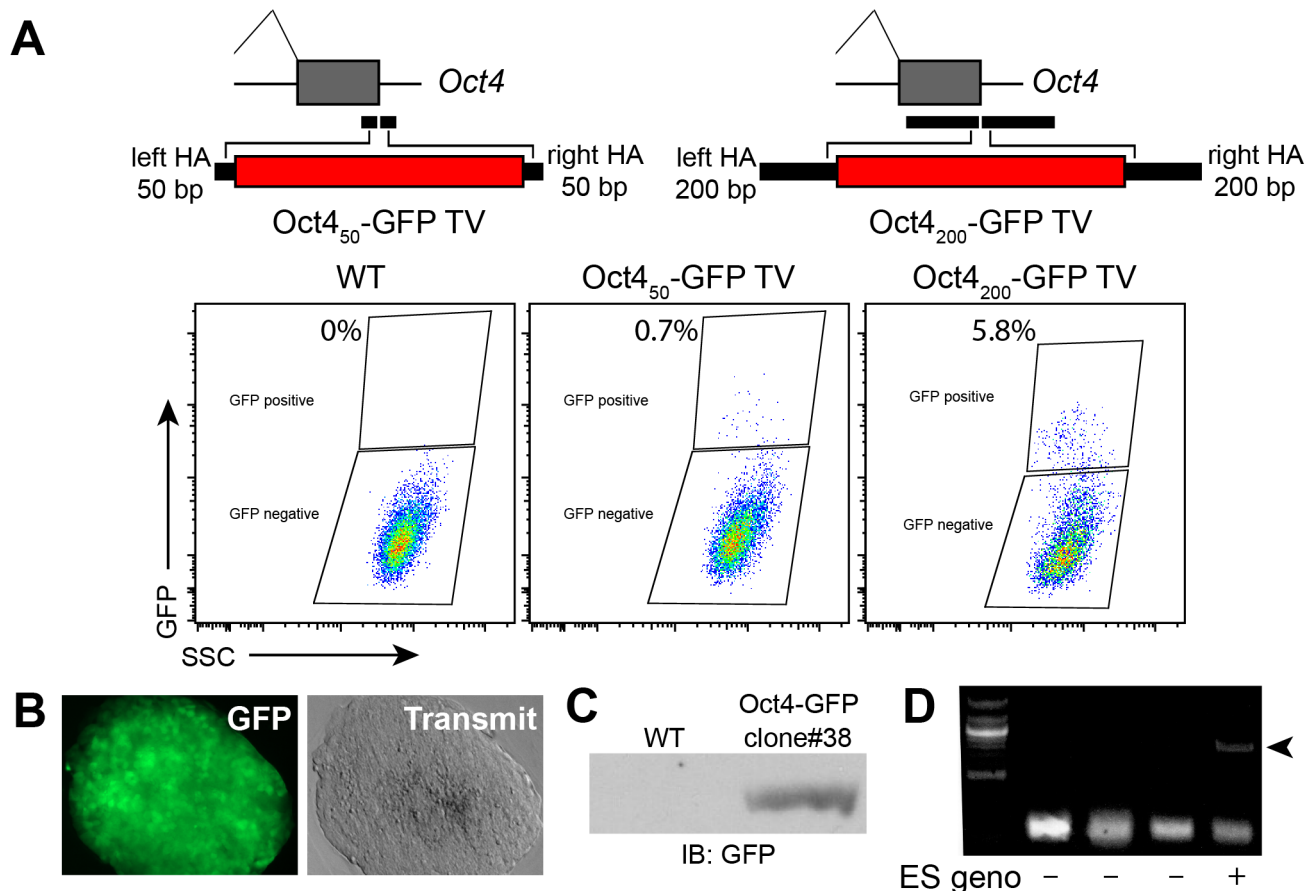 A
Oct4
Oct4
left HA
50 bp
right HA
50 bp
left HA
200 bp
right HA
200 bp
Oct450-GFP TV
Oct4200-GFP TV
WT
Oct450-GFP TV
Oct4200-GFP TV
0%
0.7%
5.8%
GFP positive
GFP positive
GFP positive
GFP negative
GFP negative
GFP negative
GFP
SSC
B
GFP
Transmit
C
WT
Oct4-GFP
clone#38
IB: GFP
D
ES geno – – – +